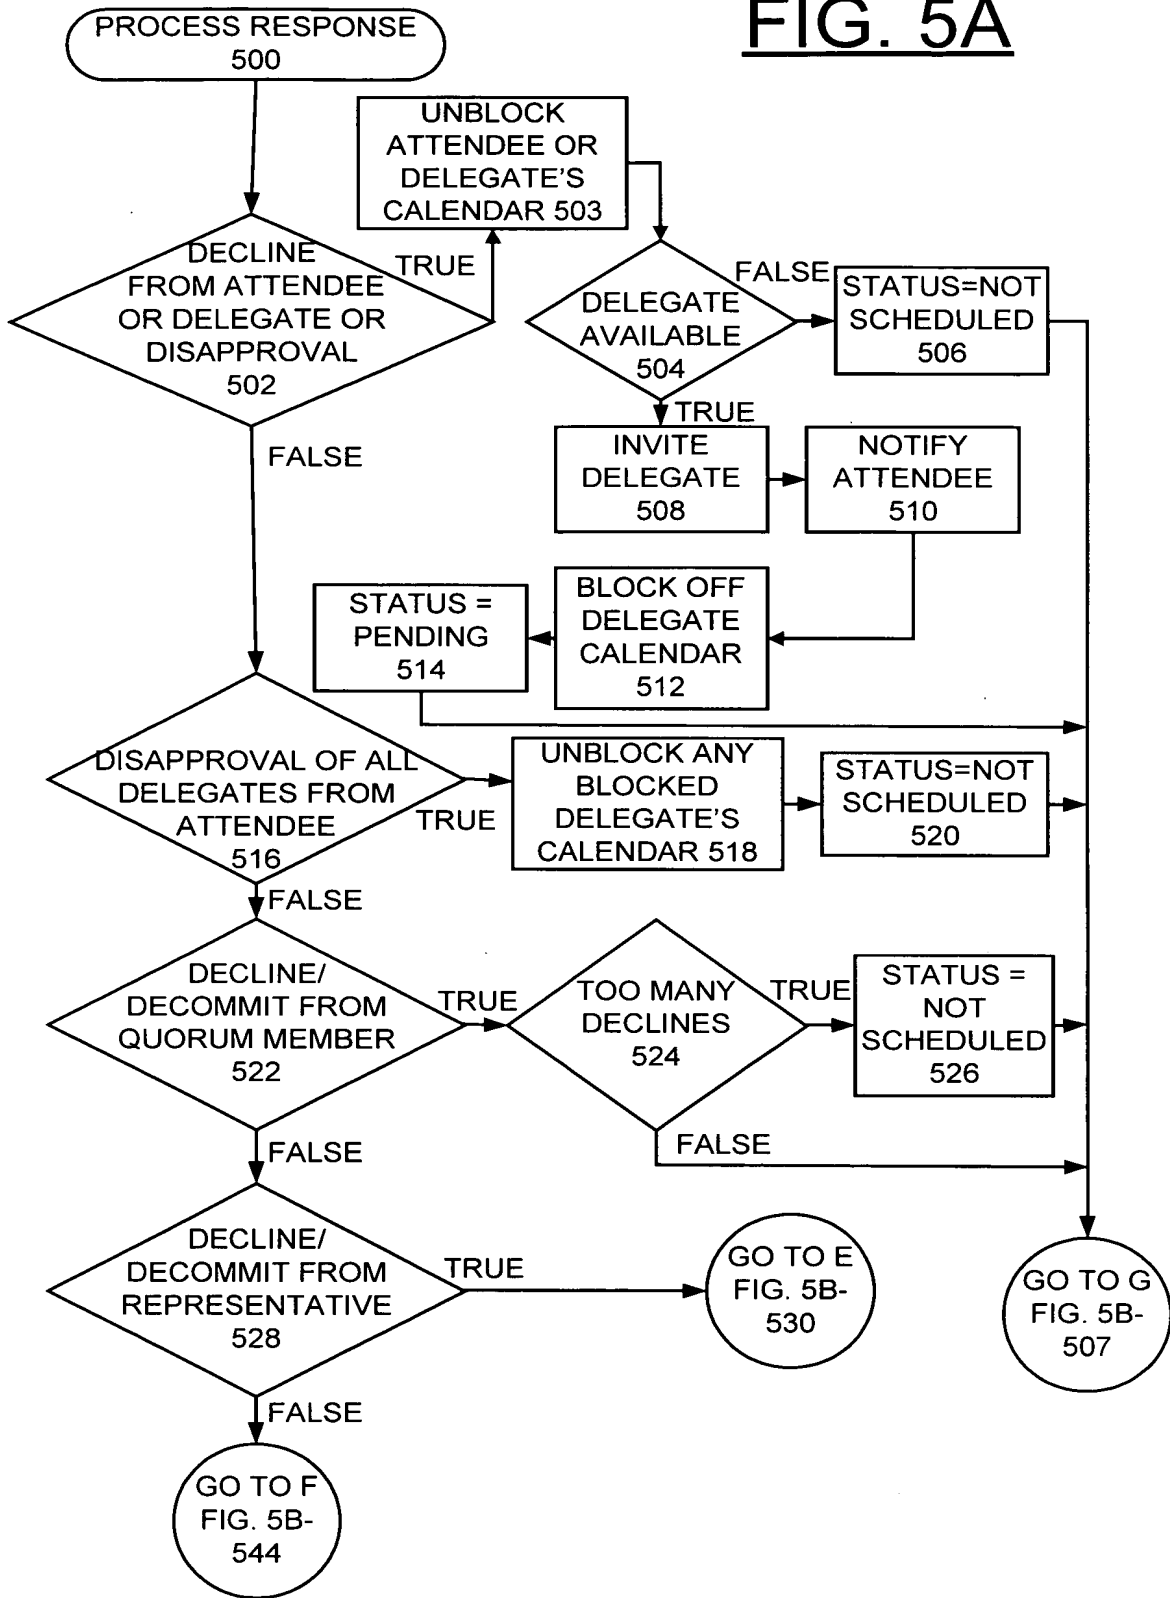 FIG. 5A
PROCESS RESPONSE
500
UNBLOCK
ATTENDEE OR
DELEGATE'S
CALENDAR 503
DECLINE
FROM ATTENDEE
OR DELEGATE OR
DISAPPROVAL
502
TRUE
FALSE
DELEGATE
AVAILABLE
504
FALSE
STATUS=NOT
SCHEDULED
506
TRUE
INVITE
DELEGATE
508
NOTIFY
ATTENDEE
510
BLOCK OFF
DELEGATE
CALENDAR
512
STATUS =
PENDING
514
DISAPPROVAL OF ALL
DELEGATES FROM
ATTENDEE
516
TRUE
UNBLOCK ANY
BLOCKED
DELEGATE'S
CALENDAR 518
STATUS=NOT
SCHEDULED
520
FALSE
DECLINE/
DECOMMIT FROM
QUORUM MEMBER
522
TRUE
TOO MANY
DECLINES
524
TRUE
STATUS =
NOT
SCHEDULED
526
FALSE
FALSE
DECLINE/
DECOMMIT FROM
REPRESENTATIVE
528
TRUE
GO TO E
FIG. 5B-
530
GO TO G
FIG. 5B-
507
FALSE
GO TO F
FIG. 5B-
544